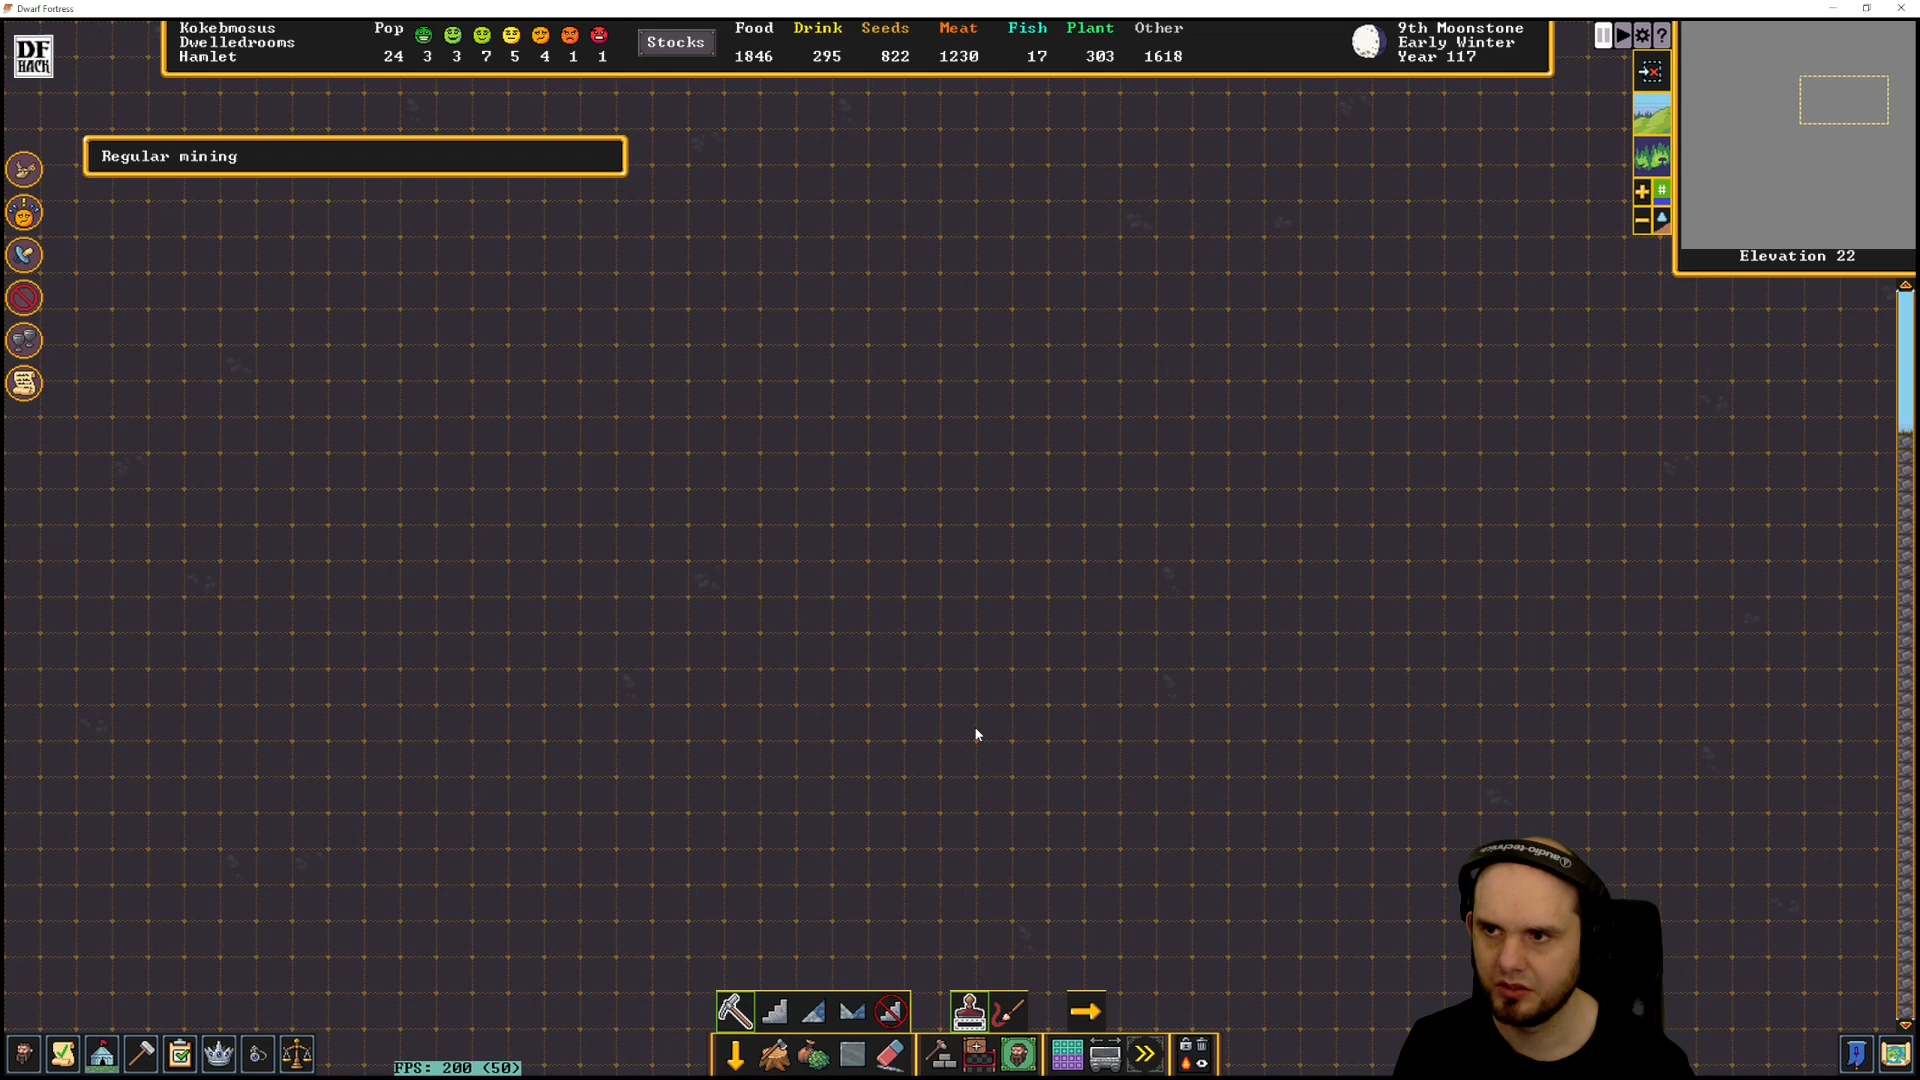 Dwarf Fortress
DF HACK
Kokebmosus
Dwelledrooms
Hamlet
Pop
24 3 3 7 5 4 1 1
Stocks
Food Drink Seeds Meat Fish Plant Other
1846 295 822 1230 17 303 1618
9th Moonstone
Early Winter
Year 117
Regular mining
Elevation 22
audio-technica
FPS: 200 (50)